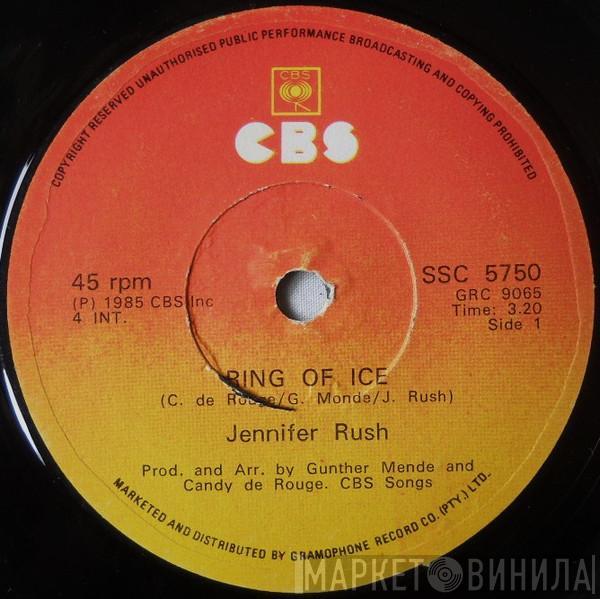 COPYRIGHT RESERVED UNAUTHORISED PUBLIC PERFORMANCE BROADCASTING AND COPYING PROHIBITED
CBS
CBS
45 rpm
(P) 1985 CBS Inc
4 INT.
SSC 5750
GRC 9065
Time: 3.20
Side 1
RING OF ICE
(C. de Rouge/G. Monde/J. Rush)
Jennifer Rush
Prod. and Arr. by Gunther Mende and
Candy de Rouge. CBS Songs
MARKETED AND DISTRIBUTED BY GRAMOPHONE RECORD CO. (PTY.) LTD.
МАРКЕТ ВИНИЛА